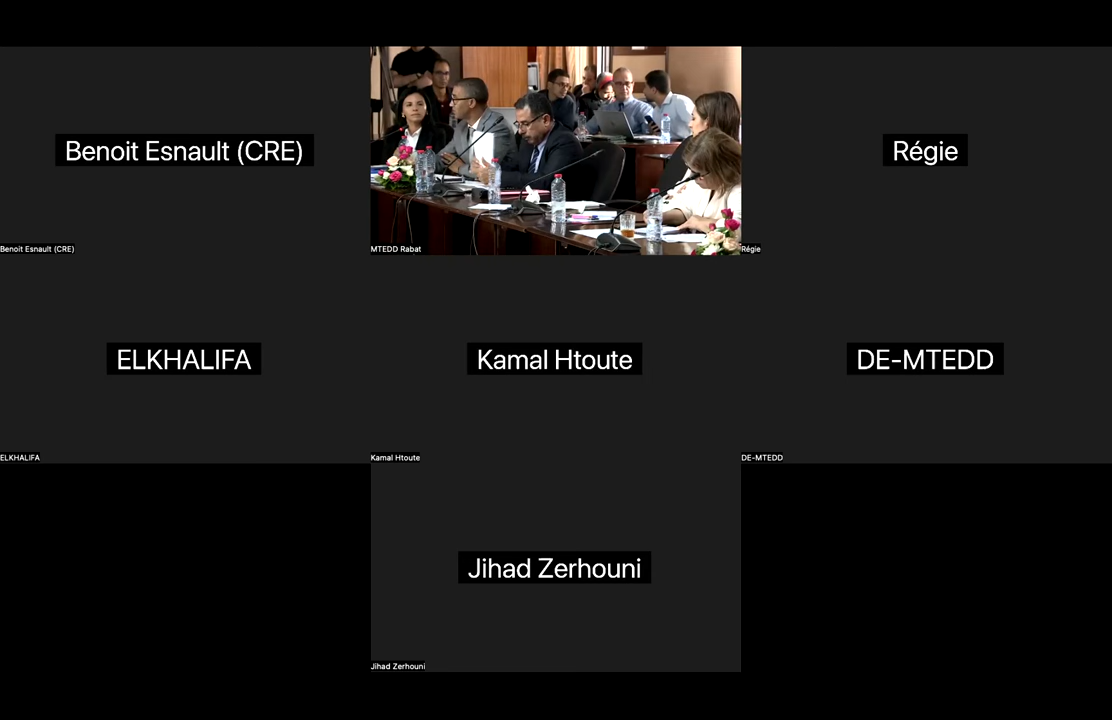 Benoit Esnault (CRE)
Régie
Benoit Esnault (CRE)
MTEDD Rabat
Régie
ELKHALIFA
Kamal Htoute
DE-MTEDD
ELKHALIFA
Kamal Htoute
DE-MTEDD
Jihad Zerhouni
Jihad Zerhouni